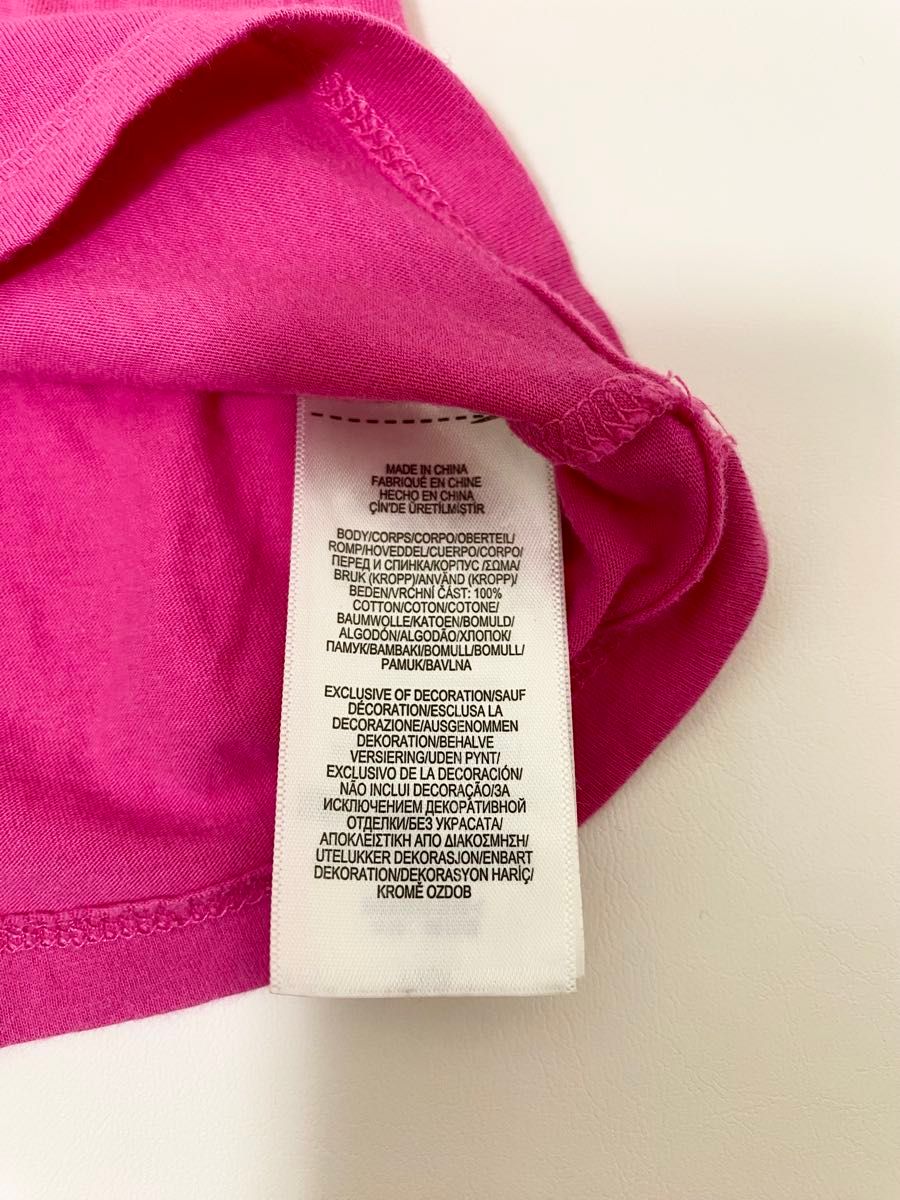 MADE IN CHINA
FABRIQUÉ EN CHINE
HECHO EN CHINA
ÇİN'DE ÜRETİLMİŞTİR
BODY/CORPS/CORPO/OBERTEIL/
ROMP/HOVEDDEL/CUERPO/CORPO/
ПЕРЕД И СПИНКА/КОРПУС /ΣΩΜΑ/
BRUK (KROPP)/ANVÄND (KROPP)/
BEDEN/VRCHNÍ ČÁST: 100%
COTTON/COTON/COTONE/
BAUMWOLLE/KATOEN/BOMULD/
ALGODÓN/ALGODÃO/ХЛОПОК/
ПАМУК/ΒΑΜΒΑΚΙ/BOMULL/BOMULL/
PAMUK/BAVLNA
EXCLUSIVE OF DECORATION/SAUF
DÉCORATION/ESCLUSA LA
DECORAZIONE/AUSGENOMMEN
DEKORATION/BEHALVE
VERSIERING/UDEN PYNT/
EXCLUSIVO DE LA DECORACIÓN/
NÃO INCLUI DECORAÇÃO/ЗА
ИСКЛЮЧЕНИЕМ ДЕКОРАТИВНОЙ
ОТДЕЛКИ/БЕЗ УКРАСАТА/
ΑΠΟΚΛΕΙΣΤΙΚΗ ΑΠΟ ΔΙΑΚΟΣΜΗΣΗ/
UTELUKKER DEKORASJON/ENBART
DEKORATION/DEKORASYON HARİÇ/
KROMĚ OZDOB